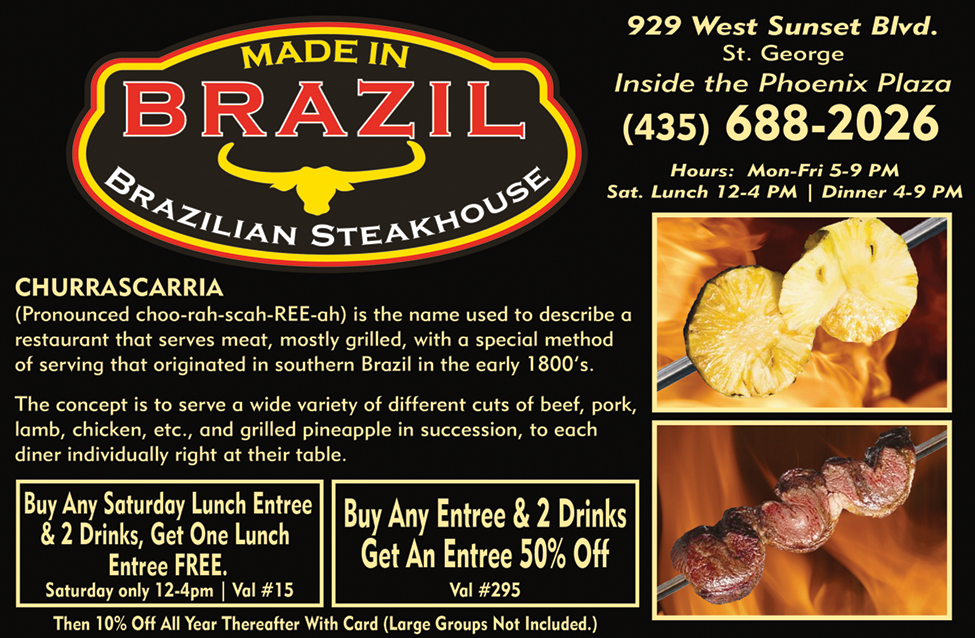 MADE IN
BRAZIL
BRAZILIAN STEAKHOUSE
929 West Sunset Blvd.
St. George
Inside the Phoenix Plaza
(435) 688-2026
Hours: Mon-Fri 5-9 PM
Sat. Lunch 12-4 PM | Dinner 4-9 PM
CHURRASCARRIA
(Pronounced choo-rah-scah-REE-ah) is the name used to describe a
restaurant that serves meat, mostly grilled, with a special method
of serving that originated in southern Brazil in the early 1800‘s.
The concept is to serve a wide variety of different cuts of beef, pork,
lamb, chicken, etc., and grilled pineapple in succession, to each
diner individually right at their table.
Buy Any Saturday Lunch Entree
& 2 Drinks, Get One Lunch
Entree FREE.
Saturday only 12-4pm | Val #15
Buy Any Entree & 2 Drinks
Get An Entree 50% Off
Val #295
Then 10% Off All Year Thereafter With Card (Large Groups Not Included.)